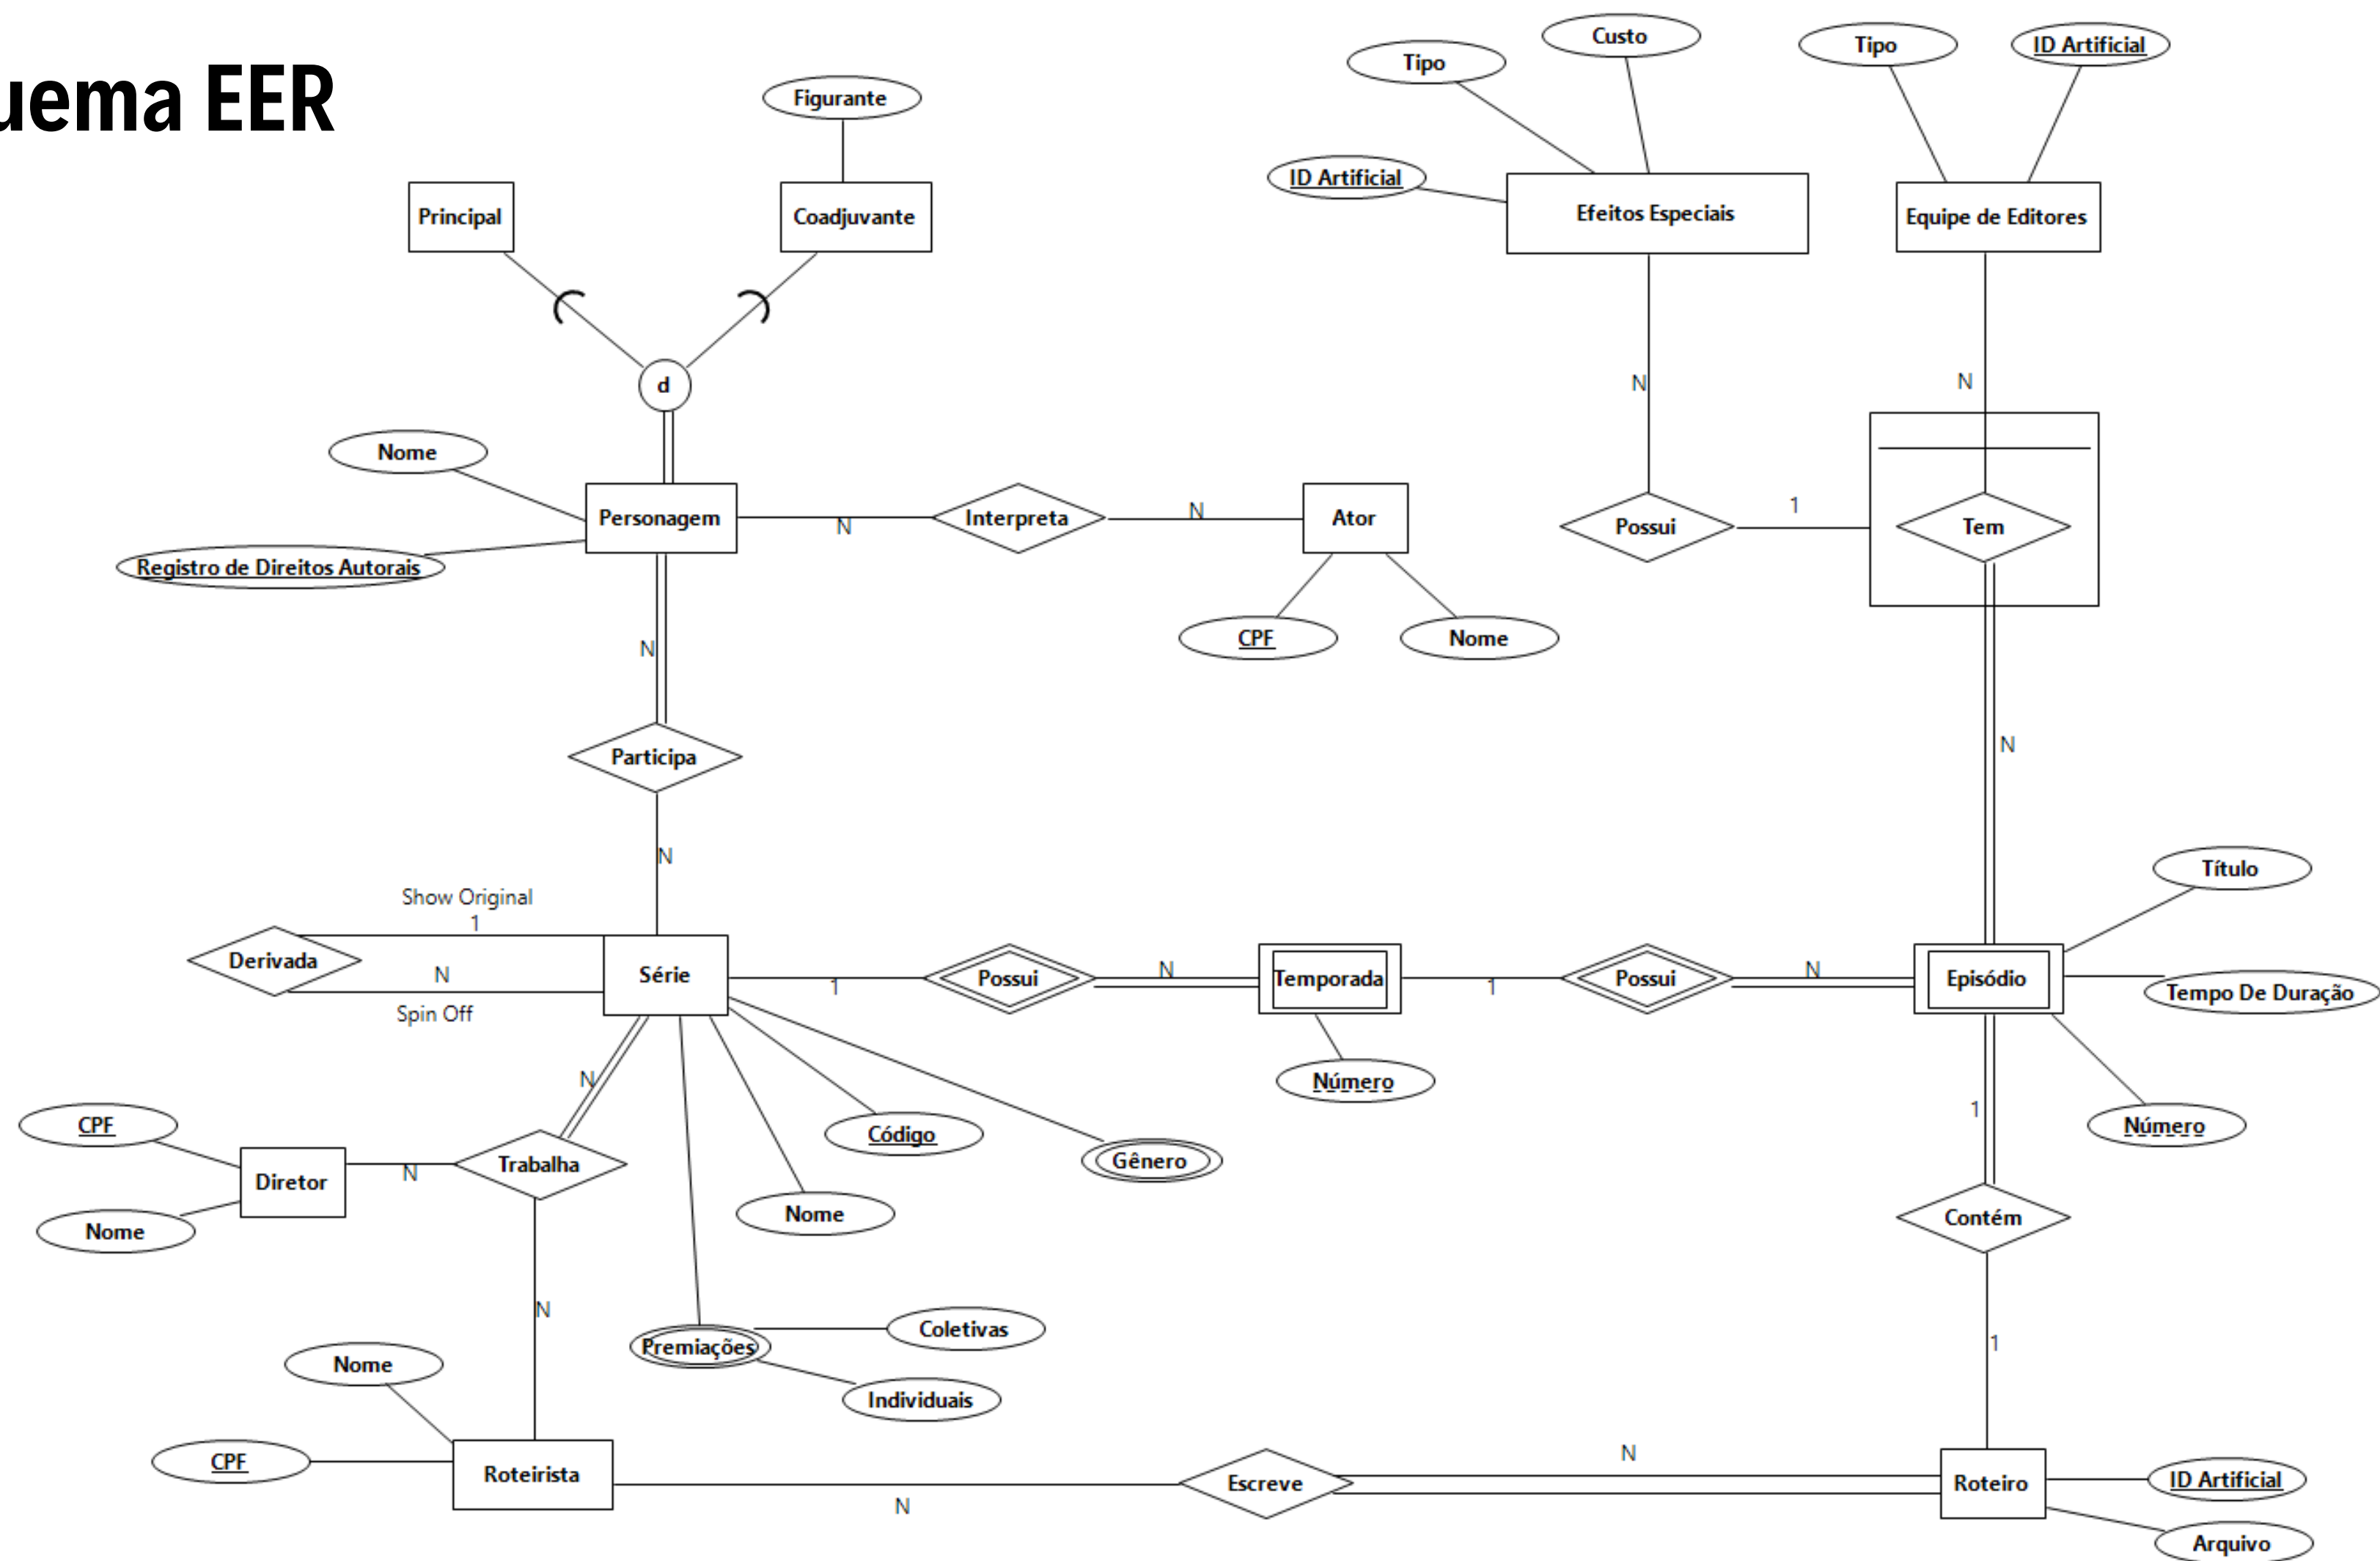 uema EER
Custo
Tipo
ID Artificial
Tipo
Figurante
ID Artificial
Principal
Coadjuvante
Efeitos Especiais
Equipe de Editores
d
N
N
Nome
Personagem
N
Interpreta
N
Ator
Possui
1
Tem
Registro de Direitos Autorais
CPF
Nome
N
N
Participa
N
Título
Show Original
1
Derivada
N
Spin Off
Série
1
Possui
N
Temporada
1
Possui
N
Episódio
Tempo De Duração
N
Número
1
Número
CPF
Código
Gênero
Diretor
N
Trabalha
Nome
Nome
Contém
N
Coletivas
Premiações
1
Nome
Individuais
CPF
Roteirista
N
Escreve
N
Roteiro
ID Artificial
Arquivo